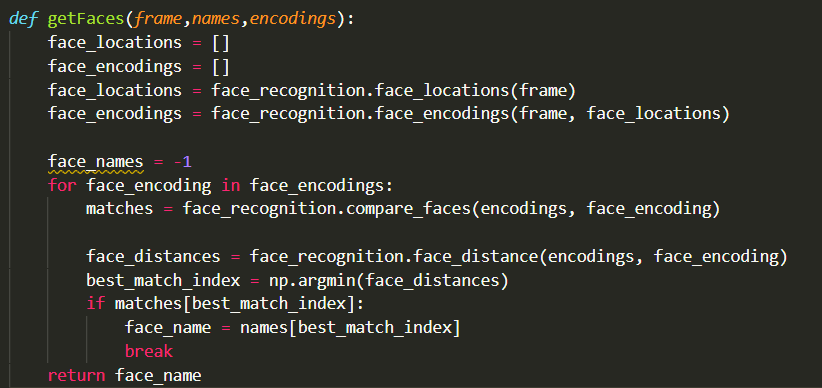 def getFaces(frame,names,encodings):
    face_locations = []
    face_encodings = []
    face_locations = face_recognition.face_locations(frame)
    face_encodings = face_recognition.face_encodings(frame, face_locations)

    face_names = -1
    for face_encoding in face_encodings:
        matches = face_recognition.compare_faces(encodings, face_encoding)

        face_distances = face_recognition.face_distance(encodings, face_encoding)
        best_match_index = np.argmin(face_distances)
        if matches[best_match_index]:
            face_name = names[best_match_index]
            break
    return face_name